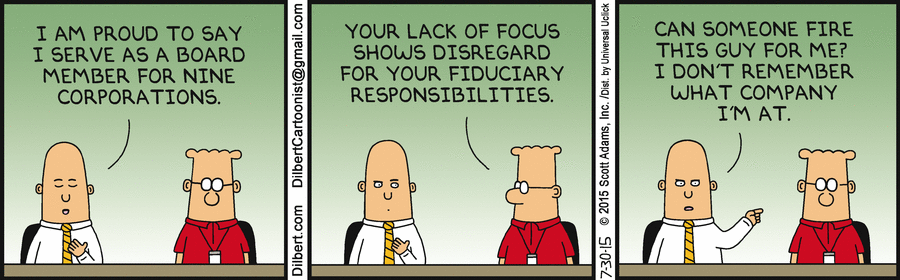 I AM PROUD TO SAY
I SERVE AS A BOARD
MEMBER FOR NINE
CORPORATIONS.
Dilbert.com DilbertCartoonist@gmail.com
YOUR LACK OF FOCUS
SHOWS DISREGARD
FOR YOUR FIDUCIARY
RESPONSIBILITIES.
7-30-15 © 2015 Scott Adams, Inc. /Dist. by Universal Uclick
CAN SOMEONE FIRE
THIS GUY FOR ME?
I DON'T REMEMBER
WHAT COMPANY
I'M AT.